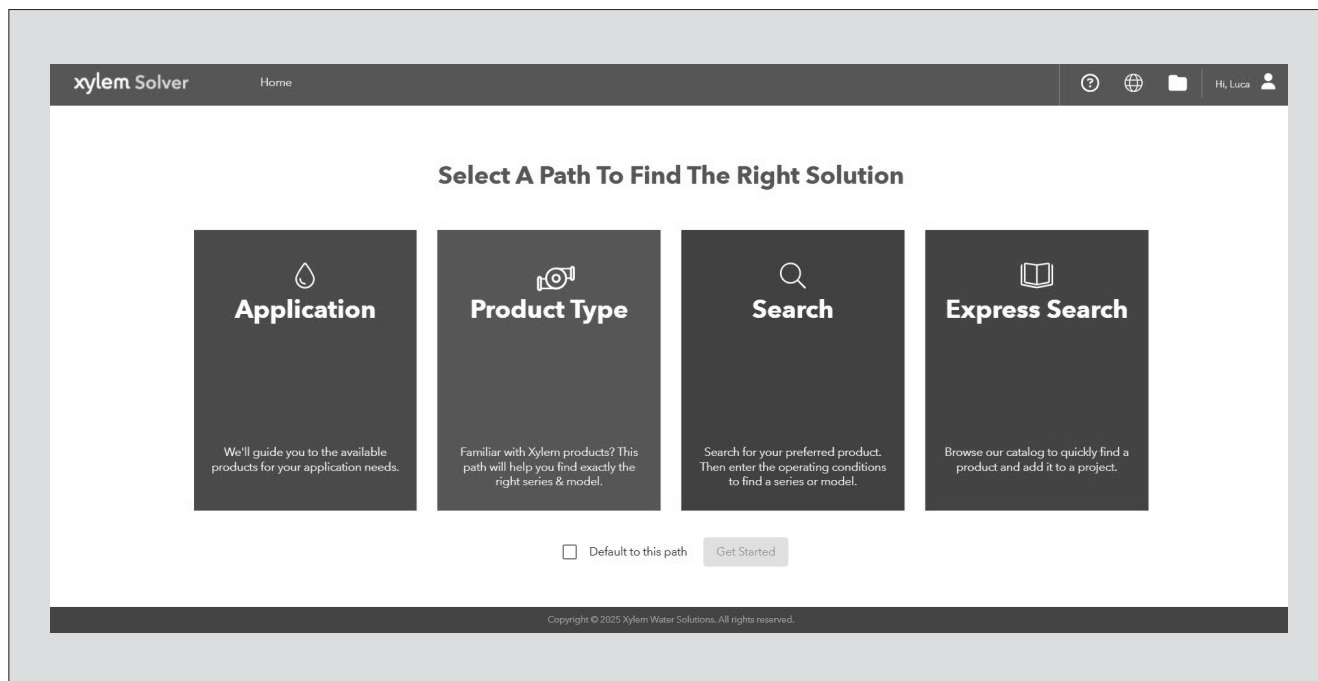 xylem Solver
Home
Hi, Luca
Select A Path To Find The Right Solution
Application
We'll guide you to the available
products for your application needs.
Product Type
Familiar with Xylem products? This
path will help you find exactly the
right series & model.
Search
Search for your preferred product.
Then enter the operating conditions
to find a series or model.
Express Search
Browse our catalog to quickly find a
product and add it to a project.
Default to this path
Get Started
Copyright © 2025 Xylem Water Solutions. All rights reserved.